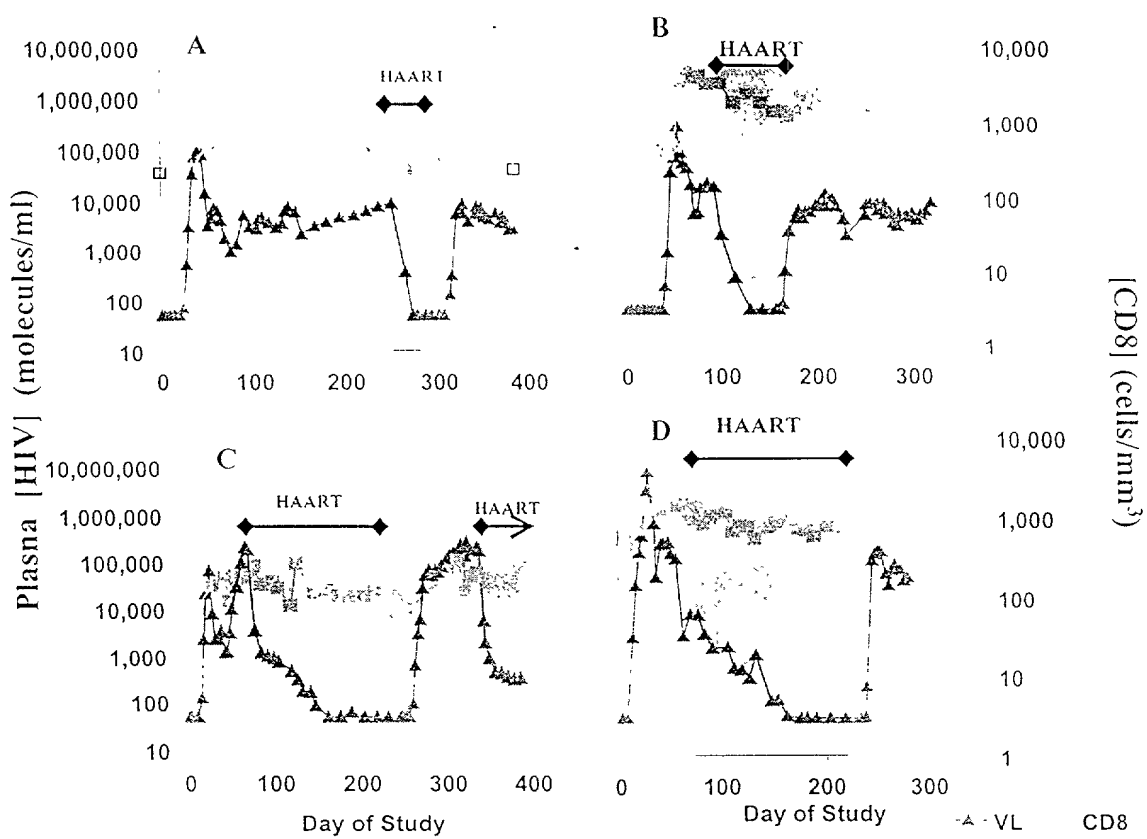 A
B
HAART
HAART
10,000,000
1,000,000
100,000
10,000
1,000
100
10
10,000
1,000
100
10
1
0 100 200 300 400
0 100 200 300
C
D
HAART
HAART
HAART
10,000,000
1,000,000
100,000
10,000
1,000
100
10
10,000
1,000
100
10
1
0 100 200 300 400
0 100 200 300
Day of Study
Day of Study
Plasna [HIV] (molecules/ml)
[CD8] (cells/mm³)
VL CD8